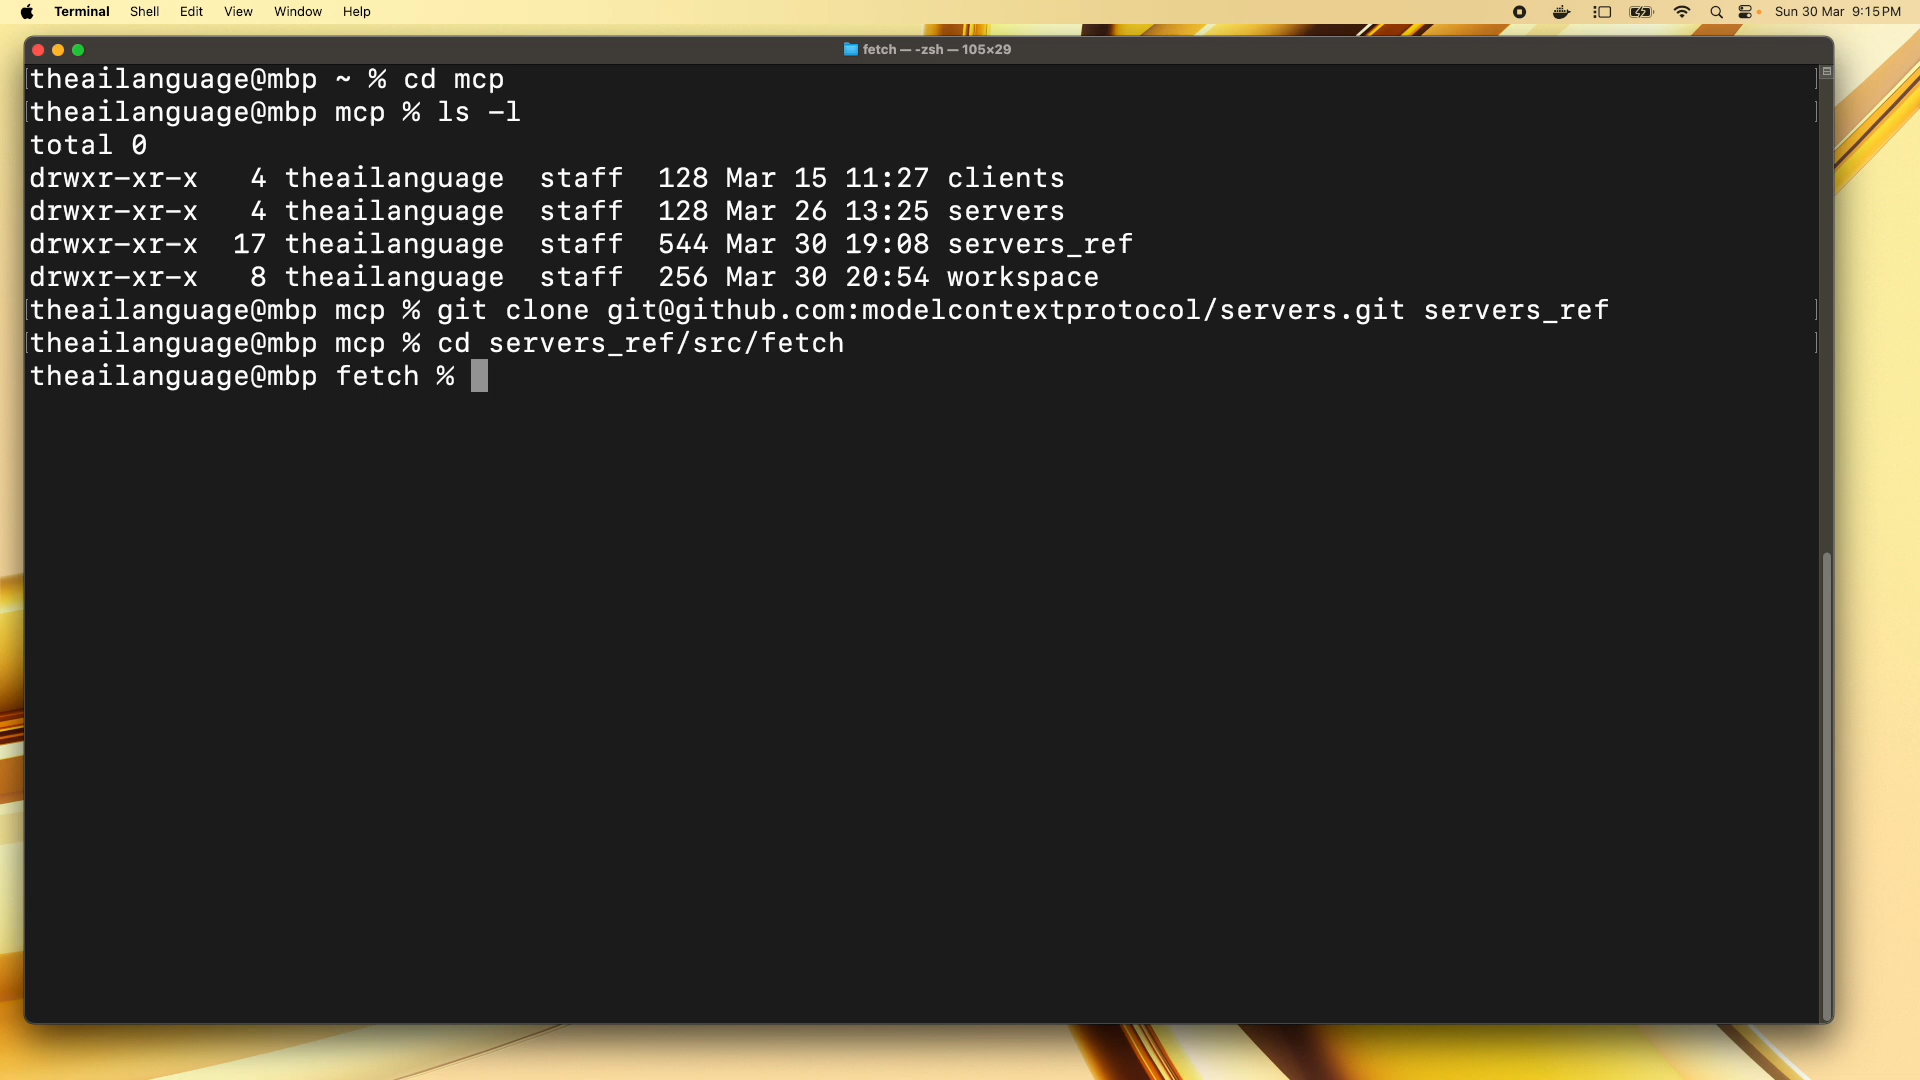 Terminal Shell Edit View Window Help Sun 30 Mar 9:15 PM
fetch — -zsh — 105×29
theailanguage@mbp ~ % cd mcp
theailanguage@mbp mcp % ls -l
total 0
drwxr-xr-x   4 theailanguage  staff  128 Mar 15 11:27 clients
drwxr-xr-x   4 theailanguage  staff  128 Mar 26 13:25 servers
drwxr-xr-x  17 theailanguage  staff  544 Mar 30 19:08 servers_ref
drwxr-xr-x   8 theailanguage  staff  256 Mar 30 20:54 workspace
theailanguage@mbp mcp % git clone git@github.com:modelcontextprotocol/servers.git servers_ref
theailanguage@mbp mcp % cd servers_ref/src/fetch
theailanguage@mbp fetch %